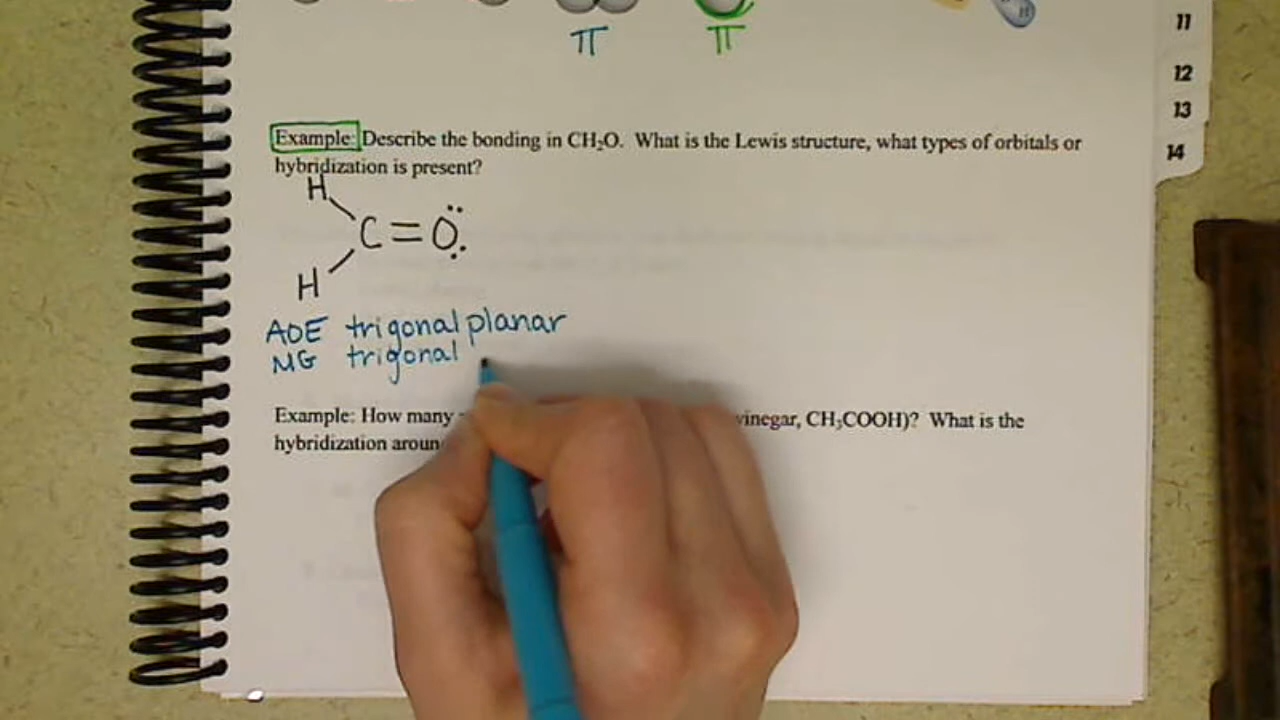 π π
11
12
13
14
Example: Describe the bonding in CH₂O. What is the Lewis structure, what types of orbitals or
hybridization is present?
H
C=O
H
AOE trigonal planar
MG trigonal
Example: How many vinegar, CH₃COOH)? What is the
hybridization